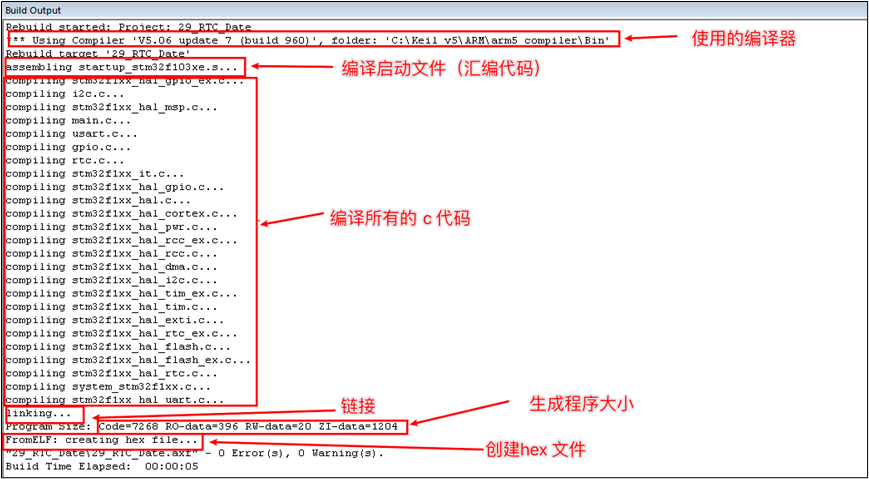 Build Output
Rebuild started: Project: 29_RTC_Date
*** Using Compiler 'V5.06 update 7 (build 960)', folder: 'C:\Keil_v5\ARM\arm5_compiler\Bin'
使用的编译器
Rebuild target '29_RTC_Date'
assembling startup_stm32f103xe.s...
编译启动文件（汇编代码）
compiling stm32f1xx_hal_gpio_ex.c...
compiling i2c.c...
compiling stm32f1xx_hal_msp.c...
compiling main.c...
compiling usart.c...
compiling gpio.c...
compiling rtc.c...
compiling stm32f1xx_it.c...
compiling stm32f1xx_hal_gpio.c...
compiling stm32f1xx_hal.c...
compiling stm32f1xx_hal_cortex.c...
compiling stm32f1xx_hal_pwr.c...
编译所有的 c 代码
compiling stm32f1xx_hal_rcc_ex.c...
compiling stm32f1xx_hal_rcc.c...
compiling stm32f1xx_hal_dma.c...
compiling stm32f1xx_hal_i2c.c...
compiling stm32f1xx_hal_tim_ex.c...
compiling stm32f1xx_hal_tim.c...
compiling stm32f1xx_hal_exti.c...
compiling stm32f1xx_hal_rtc_ex.c...
compiling stm32f1xx_hal_flash.c...
compiling stm32f1xx_hal_flash_ex.c...
compiling stm32f1xx_hal_rtc.c...
compiling system_stm32f1xx.c...
compiling stm32f1xx_hal_uart.c...
linking...
链接
生成程序大小
Program Size: Code=7268 RO-data=396 RW-data=20 ZI-data=1204
FromELF: creating hex file...
创建hex 文件
"29_RTC_Date\29_RTC_Date.axf" - 0 Error(s), 0 Warning(s).
Build Time Elapsed:  00:00:05